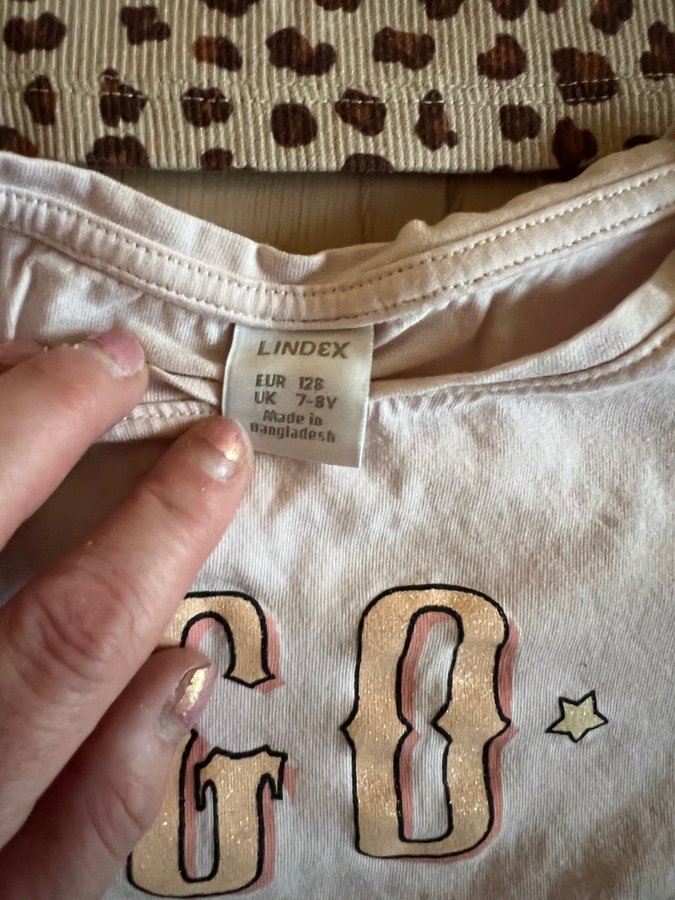 LINDEX
EUR 128
UK 7-8Y
Made in
Bangladesh
GO